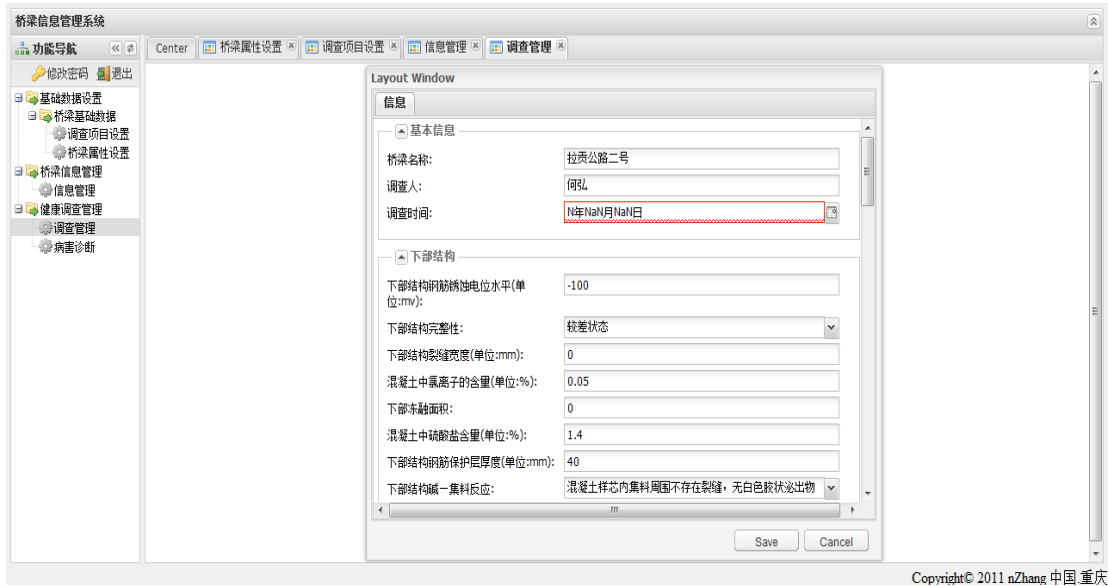 桥梁信息管理系统
功能导航
Center 桥梁属性设置 调查项目设置 信息管理 调查管理
修改密码 退出
基础数据设置
桥梁基础数据
调查项目设置
桥梁属性设置
桥梁信息管理
信息管理
健康调查管理
调查管理
病害诊断
Layout Window
信息
基本信息
桥梁名称: 拉贡公路二号
调查人: 何弘
调查时间: N年NaN月NaN日
下部结构
下部结构钢筋锈蚀电位水平(单
位:mv): -100
下部结构完整性: 较差状态
下部结构裂缝宽度(单位:mm): 0
混凝土中氯离子的含量(单位:%): 0.05
下部冻融面积: 0
混凝土中硫酸盐含量(单位:%): 1.4
下部结构钢筋保护层厚度(单位:mm): 40
下部结构碱一集料反应: 混凝土样芯内集料周围不存在裂缝，无白色胶状泌出物
Save Cancel
Copyright© 2011 nZhang 中国.重庆